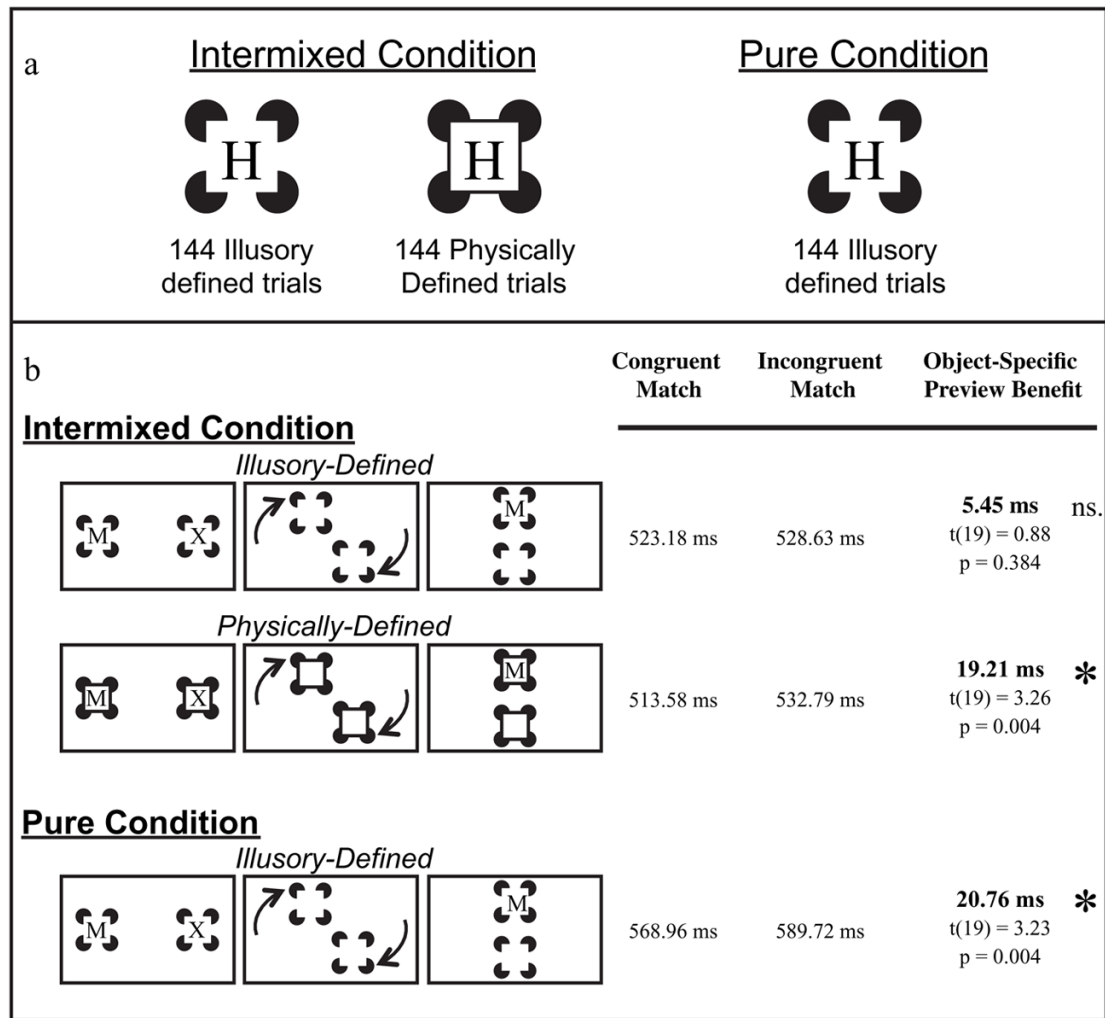 a
Intermixed Condition
Pure Condition
H
H
H
144 Illusory
defined trials
144 Physically
Defined trials
144 Illusory
defined trials
b
Congruent
Match
Incongruent
Match
Object-Specific
Preview Benefit
Intermixed Condition
Illusory-Defined
M X M
523.18 ms
528.63 ms
5.45 ms ns.
t(19) = 0.88
p = 0.384
Physically-Defined
M X M
513.58 ms
532.79 ms
19.21 ms *
t(19) = 3.26
p = 0.004
Pure Condition
Illusory-Defined
M X M
568.96 ms
589.72 ms
20.76 ms *
t(19) = 3.23
p = 0.004